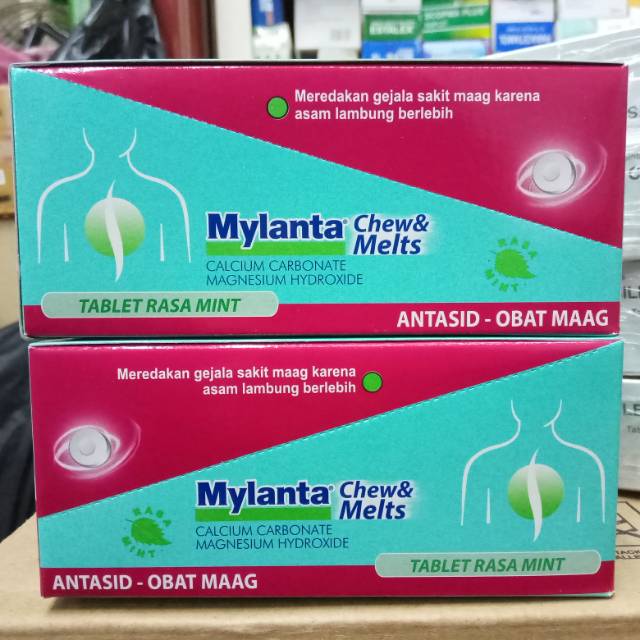 Meredakan gejala sakit maag karena
asam lambung berlebih
Mylanta Chew&
Melts
CALCIUM CARBONATE
MAGNESIUM HYDROXIDE
RASA
MINT
TABLET RASA MINT
ANTASID - OBAT MAAG
Meredakan gejala sakit maag karena
asam lambung berlebih
Mylanta Chew&
Melts
CALCIUM CARBONATE
MAGNESIUM HYDROXIDE
RASA
MINT
TABLET RASA MINT
ANTASID - OBAT MAAG